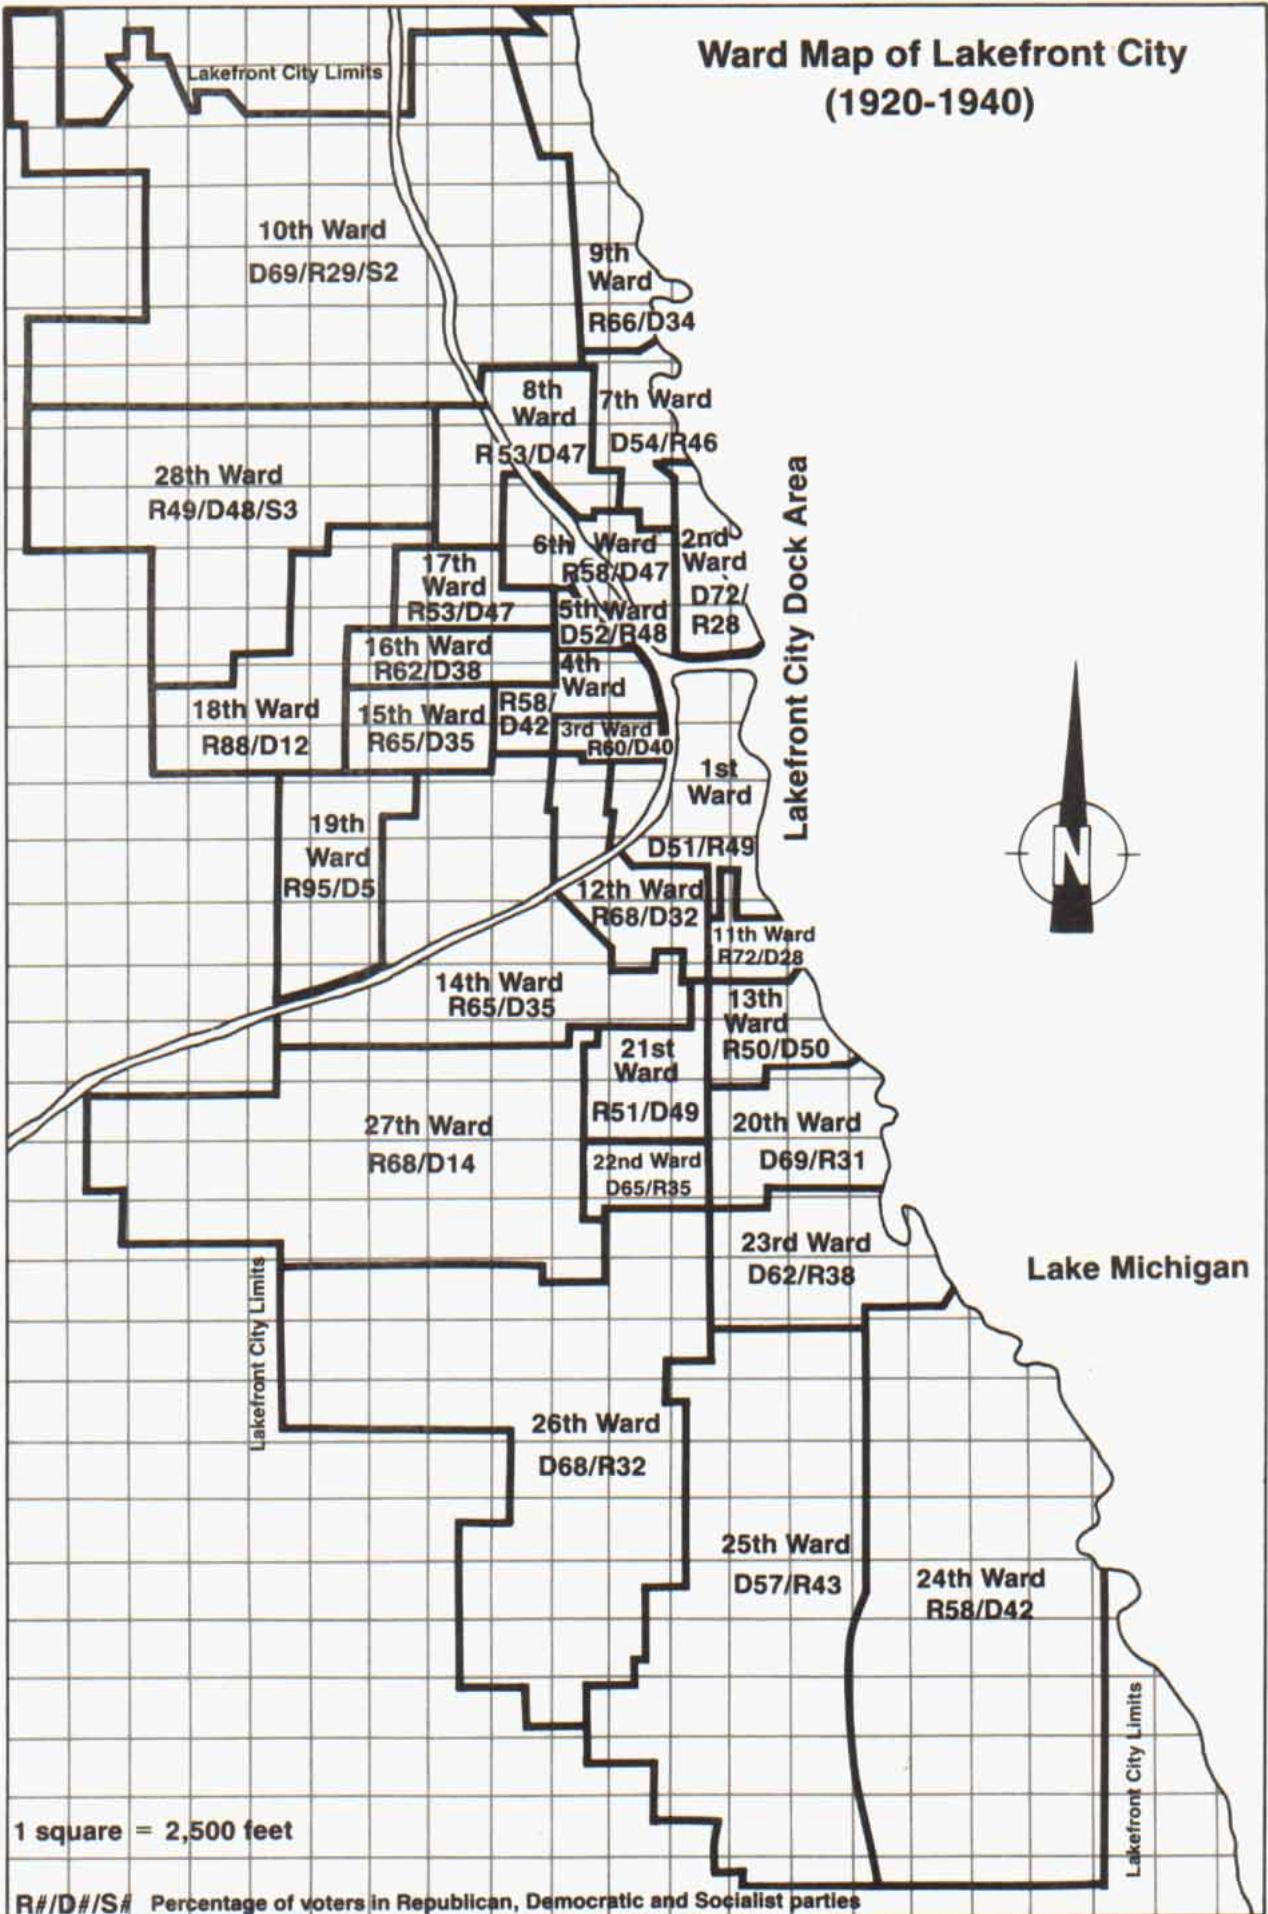 Ward Map of Lakefront City
(1920-1940)
Lakefront City Limits
10th Ward
D69/R29/S2
9th
Ward
R66/D34
8th
Ward
R53/D47
7th Ward
D54/R46
28th Ward
R49/D48/S3
6th Ward
R58/D47
2nd
Ward
D72/
R28
Lakefront City Dock Area
17th
Ward
R53/D47
5th Ward
D52/R48
16th Ward
R62/D38
4th
Ward
R58/
D42
18th Ward
R88/D12
15th Ward
R65/D35
3rd Ward
R60/D40
1st
Ward
D51/R49
19th
Ward
R95/D5
N
12th Ward
R68/D32
11th Ward
R72/D28
14th Ward
R65/D35
13th
Ward
R50/D50
21st
Ward
R51/D49
27th Ward
R68/D14
20th Ward
D69/R31
22nd Ward
D65/R35
23rd Ward
D62/R38
Lake Michigan
Lakefront City Limits
26th Ward
D68/R32
25th Ward
D57/R43
24th Ward
R58/D42
Lakefront City Limits
1 square = 2,500 feet
R#/D#/S# Percentage of voters in Republican, Democratic and Socialist parties